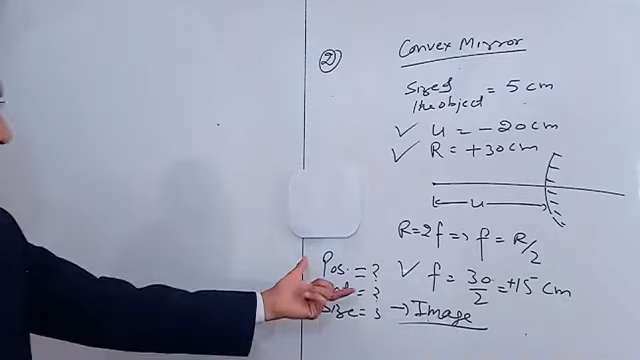 2
Convex Mirror
Size of
the object = 5 cm
u = -20 cm
R = +30 cm
u
R = 2f ⇒ f = R/2
f = 30/2 = +15 cm
Pos. = ?
= ?
Size = ? → Image